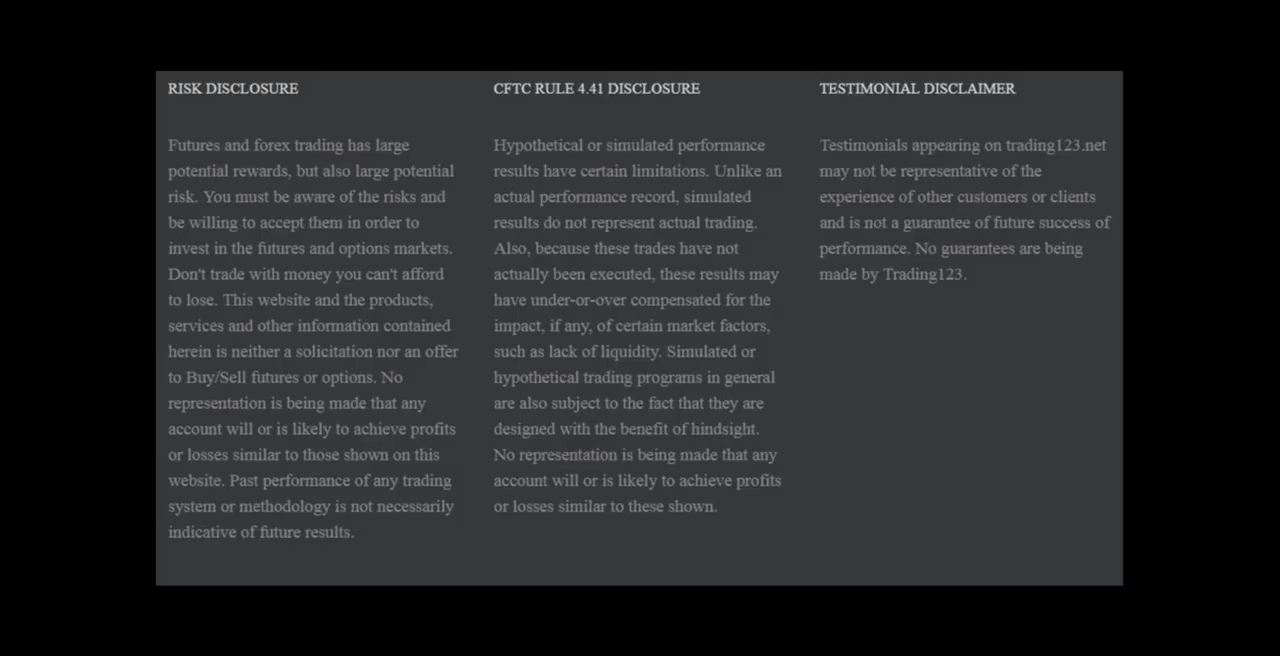 RISK DISCLOSURE
Futures and forex trading has large
potential rewards, but also large potential
risk. You must be aware of the risks and
be willing to accept them in order to
invest in the futures and options markets.
Don't trade with money you can't afford
to lose. This website and the products,
services and other information contained
herein is neither a solicitation nor an offer
to Buy/Sell futures or options. No
representation is being made that any
account will or is likely to achieve profits
or losses similar to those shown on this
website. Past performance of any trading
system or methodology is not necessarily
indicative of future results.
CFTC RULE 4.41 DISCLOSURE
Hypothetical or simulated performance
results have certain limitations. Unlike an
actual performance record, simulated
results do not represent actual trading.
Also, because these trades have not
actually been executed, these results may
have under-or-over compensated for the
impact, if any, of certain market factors,
such as lack of liquidity. Simulated or
hypothetical trading programs in general
are also subject to the fact that they are
designed with the benefit of hindsight.
No representation is being made that any
account will or is likely to achieve profits
or losses similar to these shown.
TESTIMONIAL DISCLAIMER
Testimonials appearing on trading123.net
may not be representative of the
experience of other customers or clients
and is not a guarantee of future success of
performance. No guarantees are being
made by Trading123.